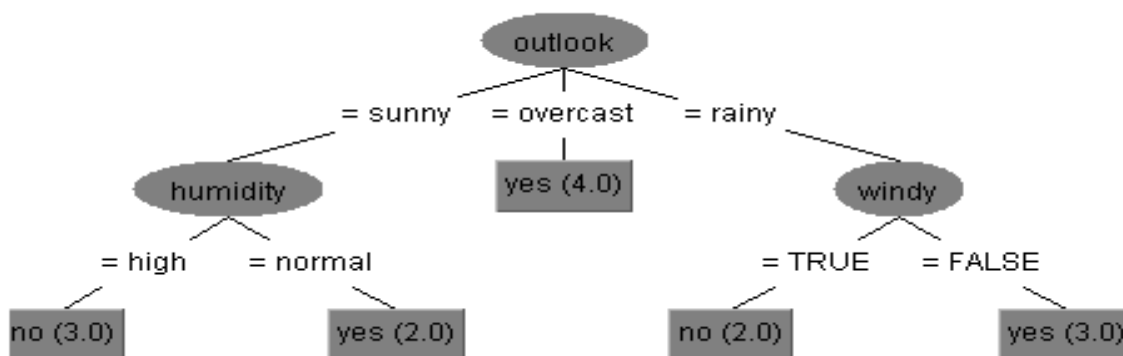 outlook
= sunny = overcast = rainy
humidity yes (4.0) windy
= high = normal = TRUE = FALSE
no (3.0) yes (2.0) no (2.0) yes (3.0)